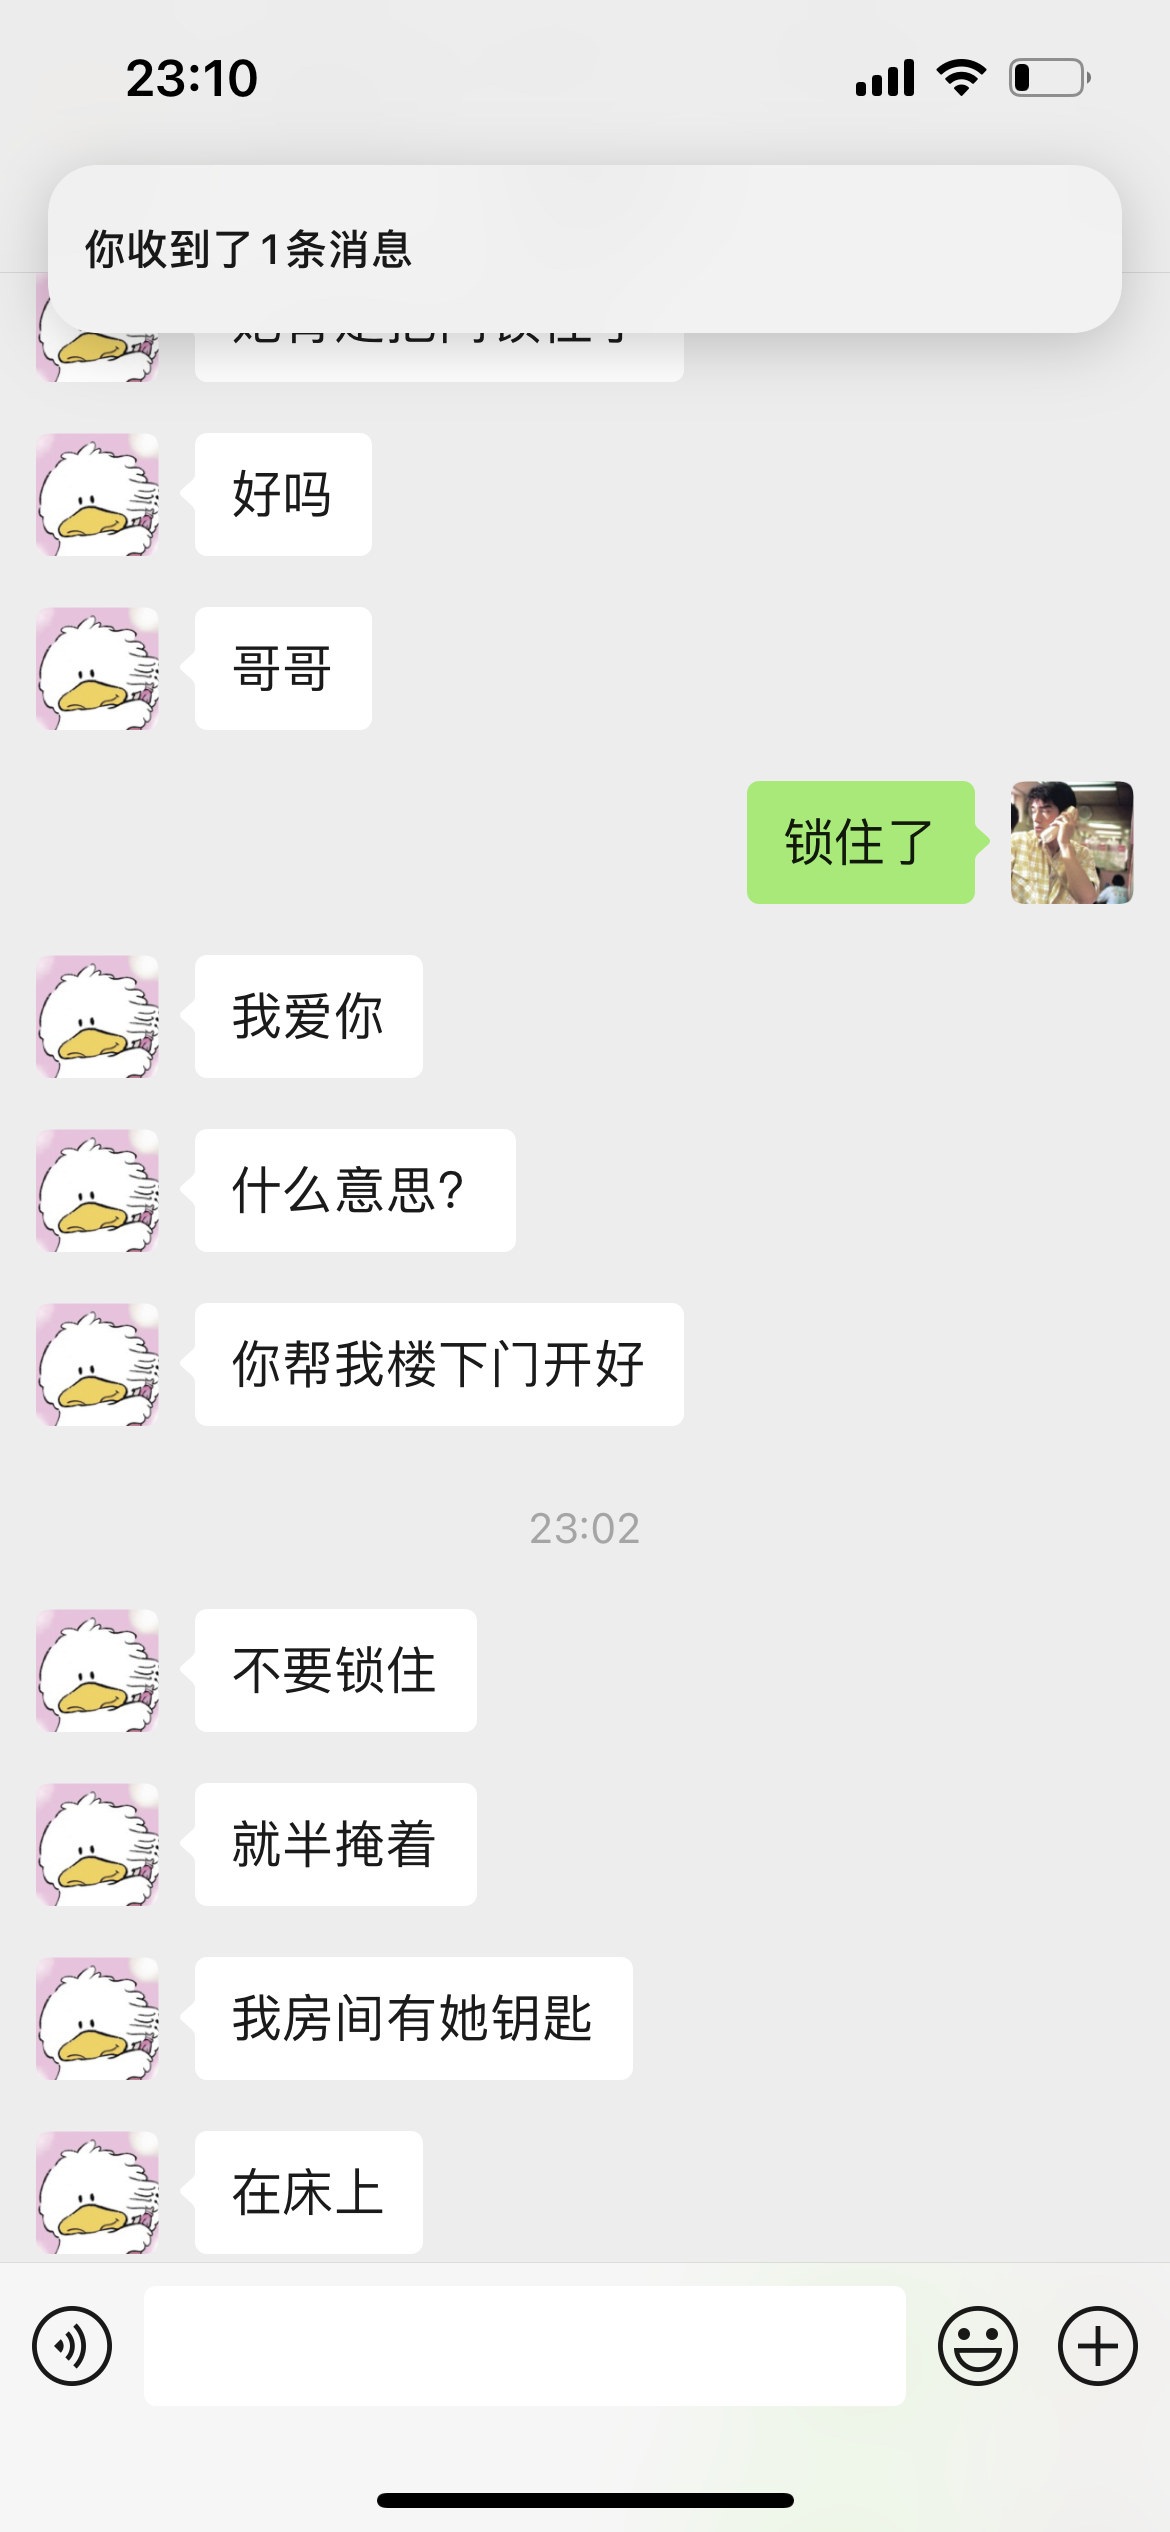 23:10
你收到了1条消息
好吗
哥哥
锁住了
我爱你
什么意思?
你帮我楼下门开好
23:02
不要锁住
就半掩着
我房间有她钥匙
在床上